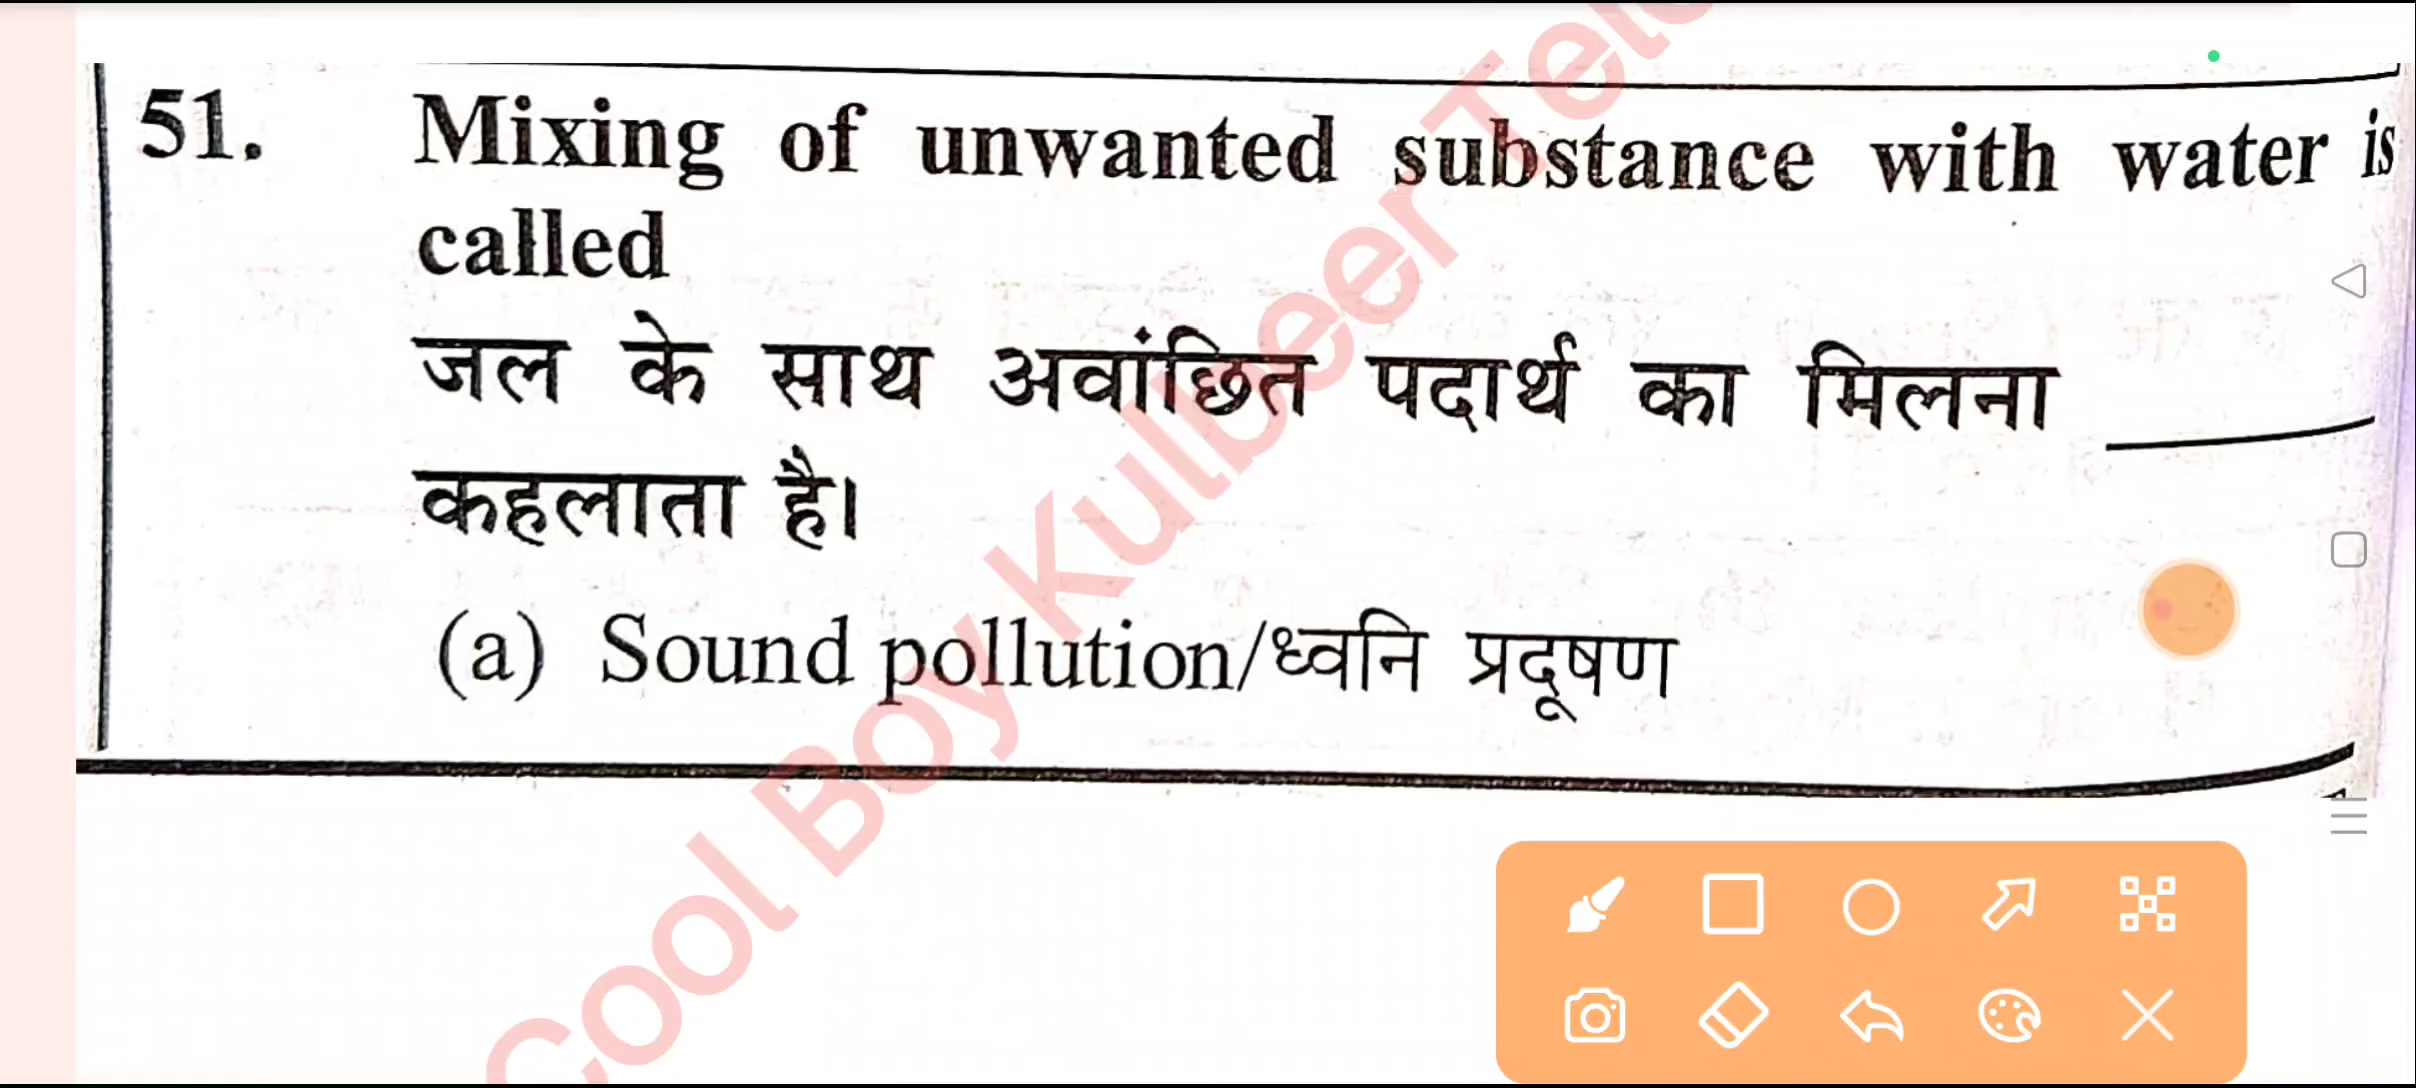 51. Mixing of unwanted substance with water is
called
जल के साथ अवांछित पदार्थ का मिलना ______
कहलाता है।
(a) Sound pollution/ध्वनि प्रदूषण
Cool Boy Kulbeer